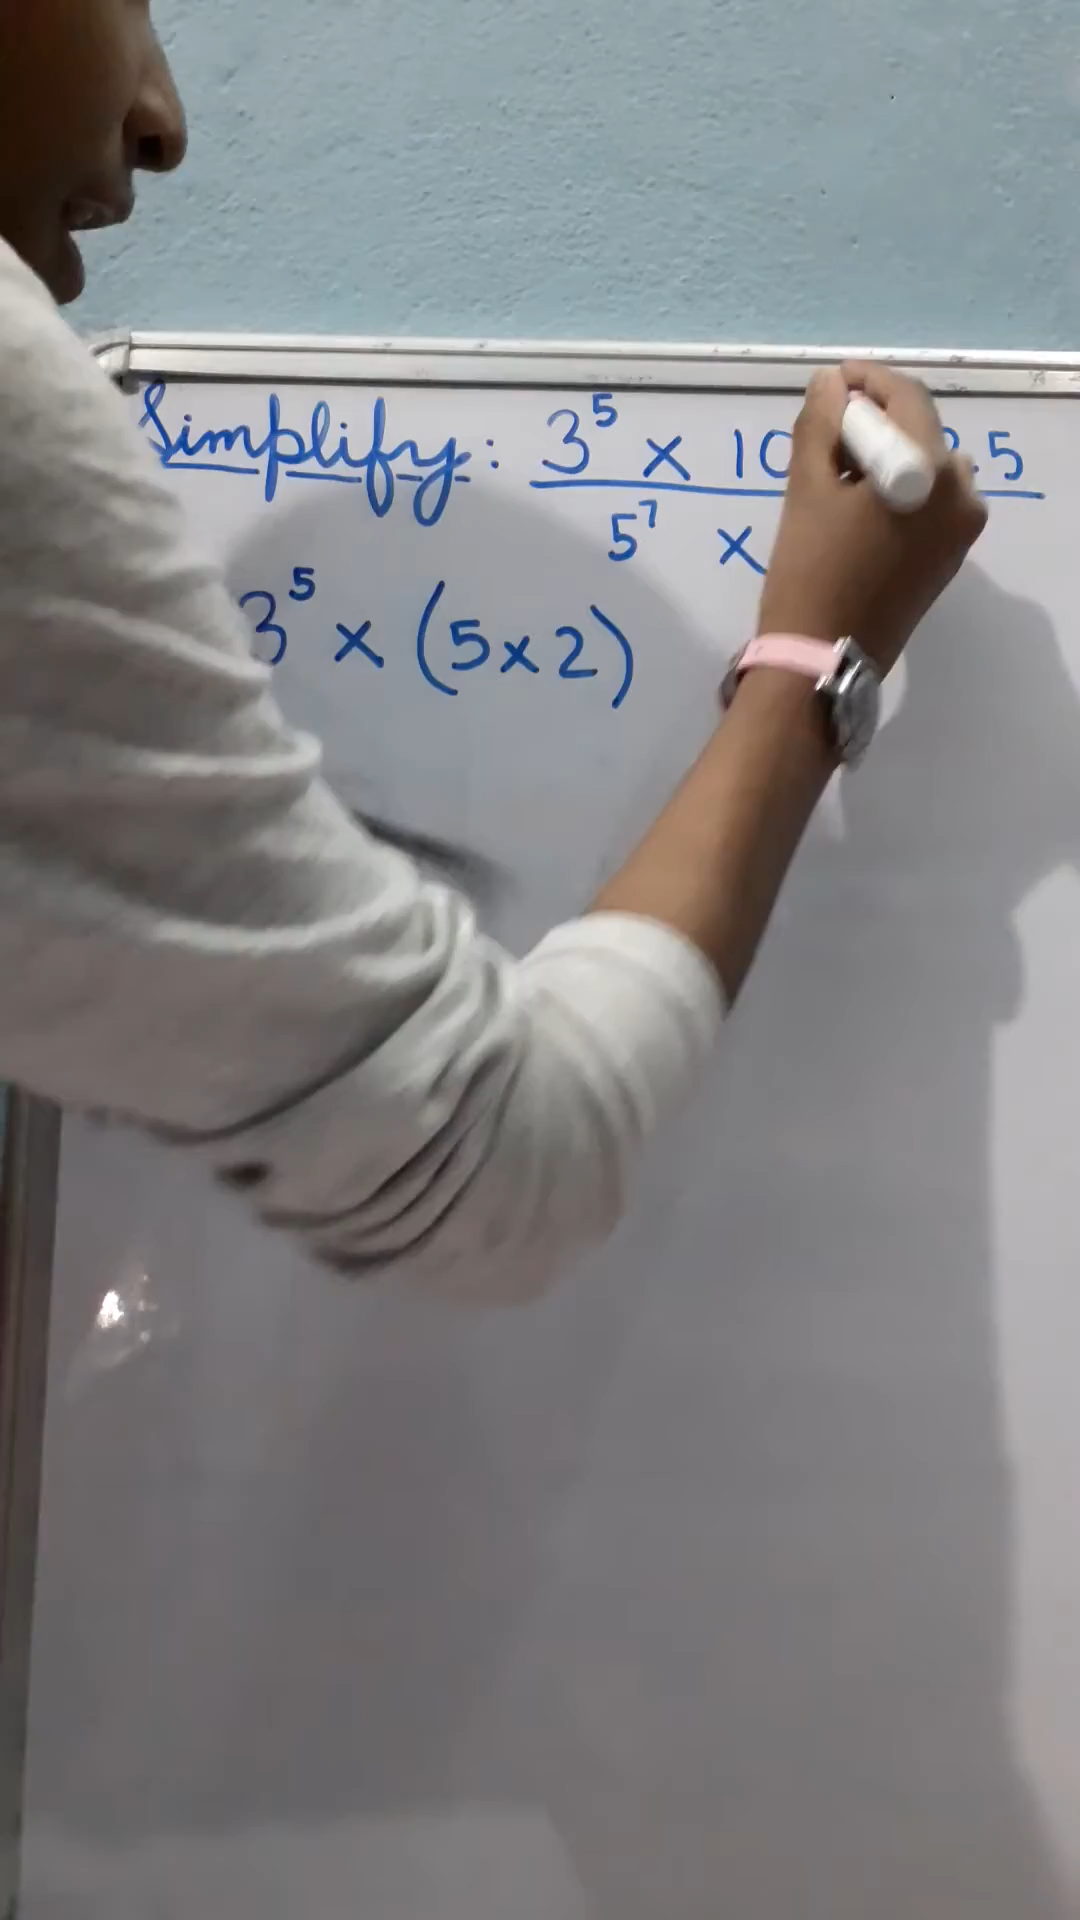 Simplify: 3⁵ × 10 5
5⁷ ×
3⁵ × (5×2)